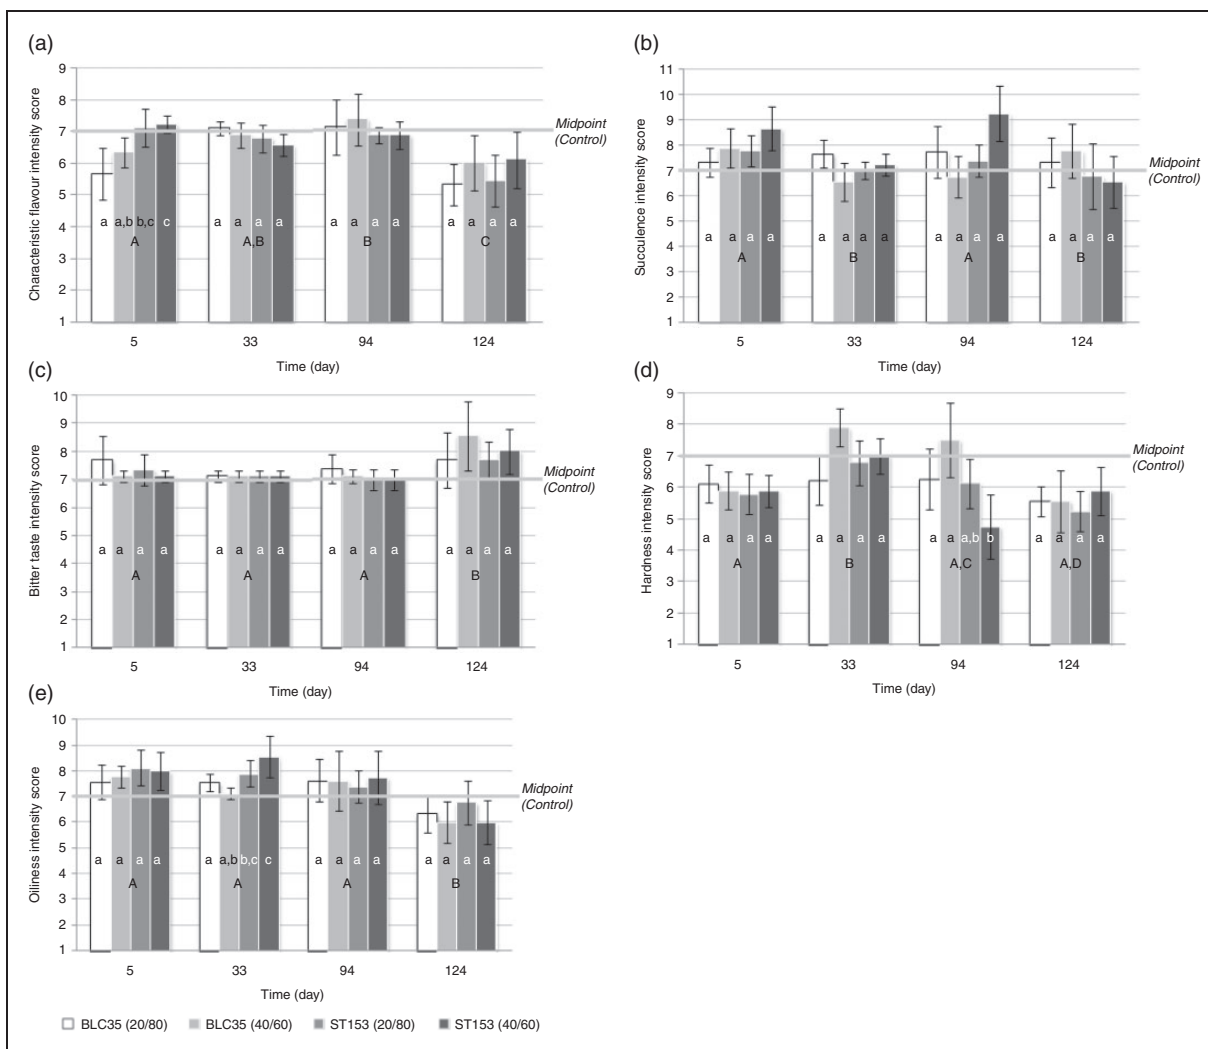 (a)
9
8
7
6
5
4
3
2
1
Characteristic flavour intensity score
Midpoint
(Control)
a a,b b,c c
A
a a a a
A,B
a a a a
B
a a a a
C
5 33 94 124
Time (day)
(b)
11
10
9
8
7
6
5
4
3
2
1
Succulence intensity score
Midpoint
(Control)
a a a a
A
a a a a
B
a a a a
A
a a a a
B
5 33 94 124
Time (day)
(c)
10
9
8
7
6
5
4
3
2
1
Bitter taste intensity score
Midpoint
(Control)
a a a a
A
a a a a
A
a a a a
A
a a a a
B
5 33 94 124
Time (day)
(d)
9
8
7
6
5
4
3
2
1
Hardness intensity score
Midpoint
(Control)
a a a a
A
a a a a
B
a a a,b b
A,C
a a a a
A,D
5 33 94 124
Time (day)
(e)
10
9
8
7
6
5
4
3
2
1
Oiliness intensity score
Midpoint
(Control)
a a a a
A
a a,b b,c c
A
a a a a
A
a a a a
B
5 33 94 124
Time (day)
BLC35 (20/80) BLC35 (40/60) ST153 (20/80) ST153 (40/60)